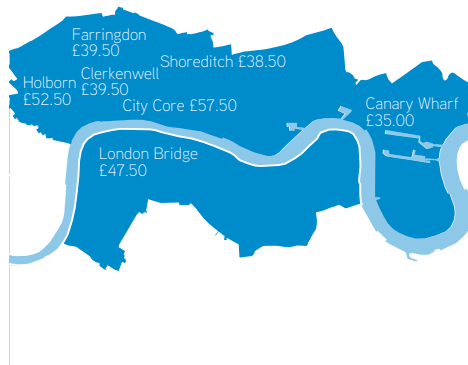 Farringdon
£39.50
Shoreditch £38.50
Clerkenwell
£39.50
Holborn
£52.50
City Core £57.50
Canary Wharf
£35.00
London Bridge
£47.50